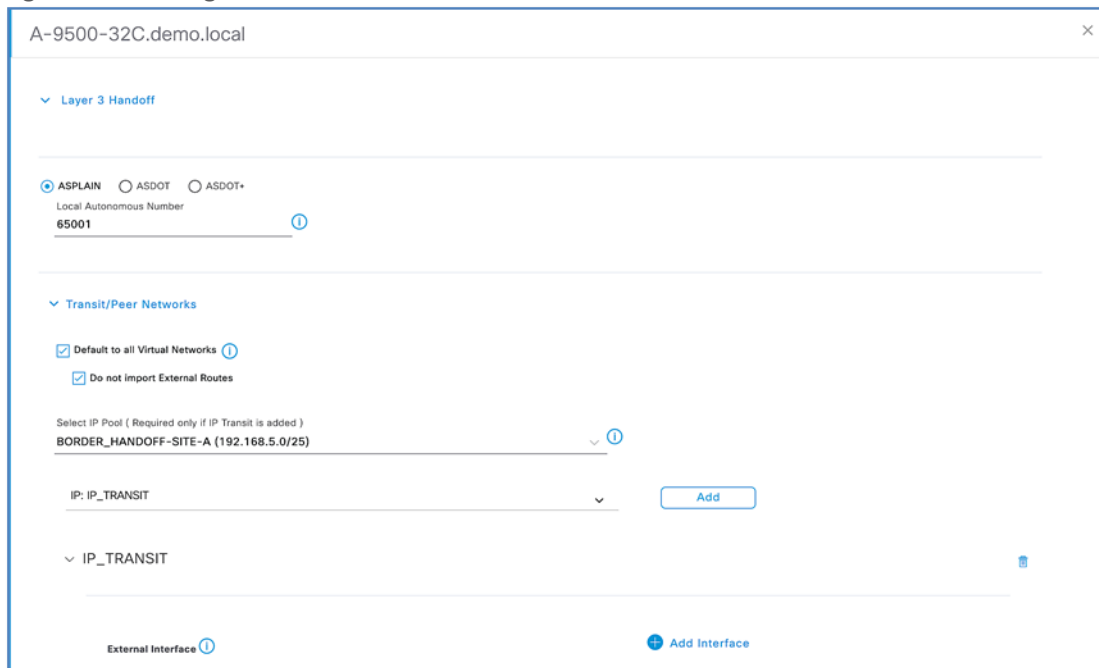 A-9500-32C.demo.local
Layer 3 Handoff
ASPLAIN ASDOT ASDOT+
Local Autonomous Number
65001
Transit/Peer Networks
Default to all Virtual Networks
Do not import External Routes
Select IP Pool ( Required only if IP Transit is added )
BORDER_HANDOFF-SITE-A (192.168.5.0/25)
IP: IP_TRANSIT Add
IP_TRANSIT
External Interface Add Interface